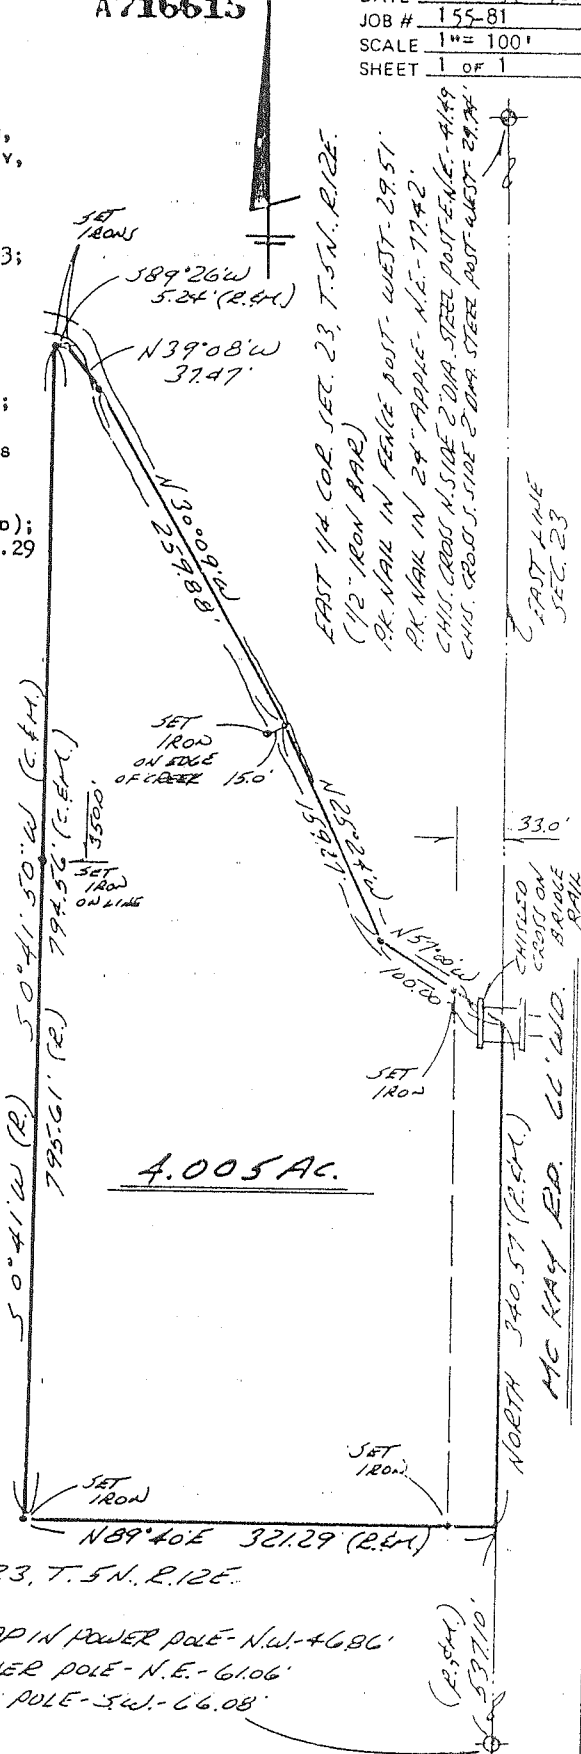 A716615
JOB # 155-81
SCALE 1"= 100'
SHEET 1 OF 1
SET
IRONS
S89°26'W
5.24' (R.&M.)
N39°08'W
37.47'
N30°09'W
259.88'
EAST 1/4 COR. SEC. 23, T.5N. R.12E.
(1/2" IRON BAR)
P.K. NAIL IN FENCE POST- WEST- 29.51'
P.K. NAIL IN 24" APPLE- N.E.- 77.42'
CHIS. CROSS N. SIDE 2" DIA. STEEL POST- E.N.E.- 41.49'
CHIS. CROSS S. SIDE 2" DIA. STEEL POST- WEST- 29.74'
EAST LINE
SEC. 23
3;
;
s
D);
.29
SET
IRON
ON EDGE
OF CREEK
15.0'
N25°27'W
159.27'
33.0'
N57°00'W
100.00'
CHISLED
CROSS ON
BRIDGE
RAIL
SET
IRON
S0°41'50"W (C.&M.)
794.56' (C.&M.)
350.0'
SET
IRON
ON LINE
S0°41'W (R.)
795.61' (R.)
4.005 AC.
NORTH 340.57' (R.&M.)
MC KAY RD. 66' WD.
SET
IRON
SET
IRON
N89°40'E 321.29' (R.&M.)
23, T.5N., R.12E.
IN POWER POLE- N.W.- 46.86'
POLE- N.E.- 61.06'
POLE- S.W.- 66.08'
(R.&M.)
537.10'